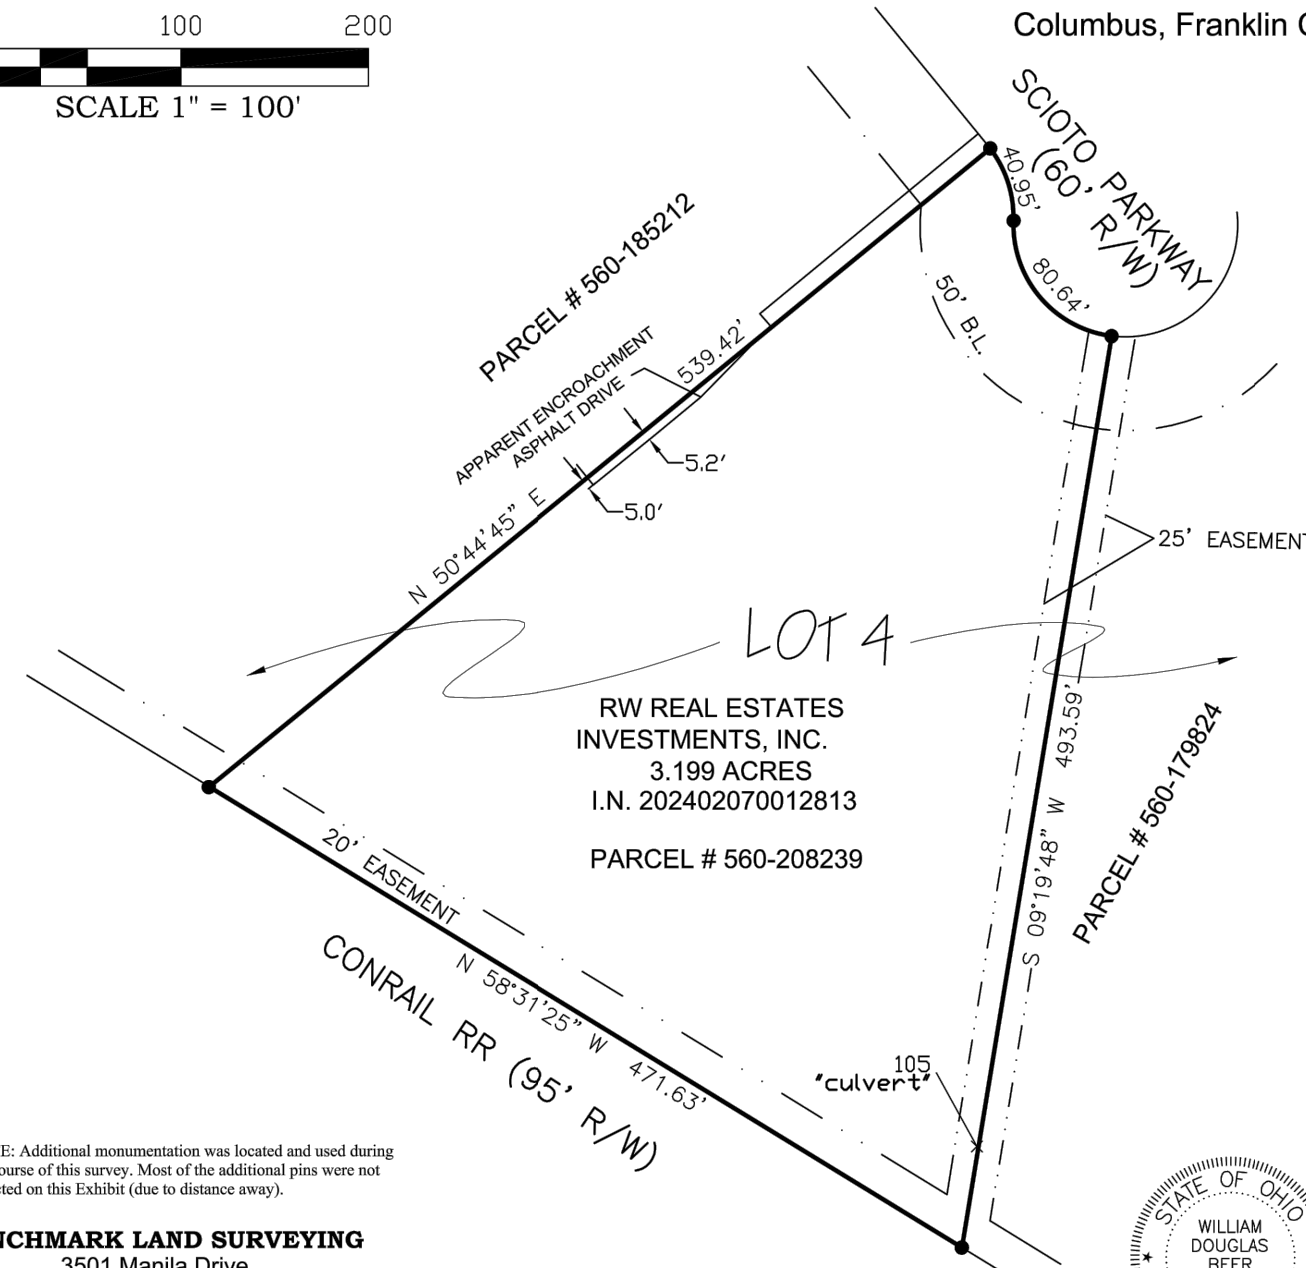 100 200
SCALE 1" = 100'
Columbus, Franklin
SCIOTO PARKWAY
(60' R/W)
40.95'
80.64'
50' B.L.
PARCEL # 560-185212
539.42'
APPARENT ENCROACHMENT
ASPHALT DRIVE
5.2'
5.0'
N 50°44'45" E
25' EASEMENT
LOT 4
RW REAL ESTATES
INVESTMENTS, INC.
3.199 ACRES
I.N. 202402070012813
PARCEL # 560-208239
S 09°19'48" W 493.59'
PARCEL # 560-179824
20' EASEMENT
N 58°31'25" W 471.63'
CONRAIL RR (95' R/W)
105
"culvert"
E: Additional monumentation was located and used during
ourse of this survey. Most of the additional pins were not
cted on this Exhibit (due to distance away).
NCHMARK LAND SURVEYING
3501 Manila Drive
STATE OF OHIO
WILLIAM
DOUGLAS
BEER